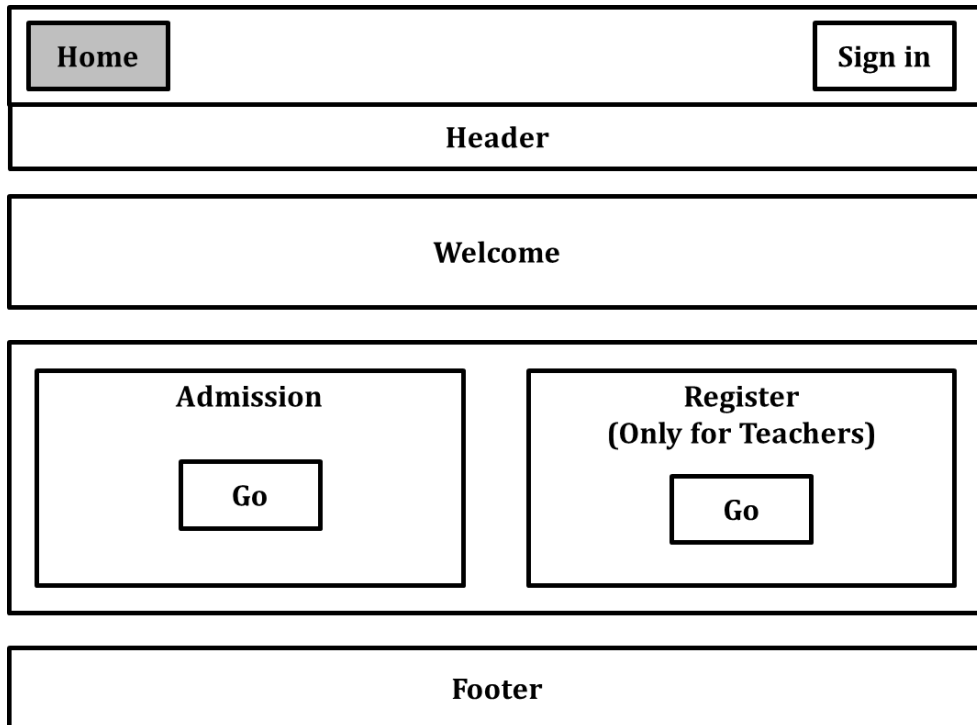 Home
Sign in
Header
Welcome
Admission
Go
Register
(Only for Teachers)
Go
Footer